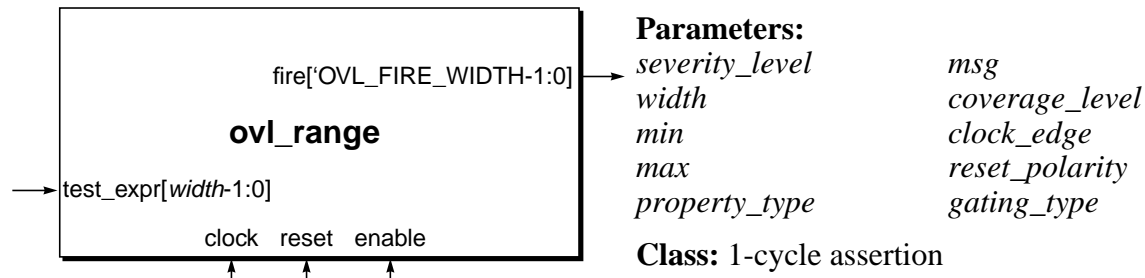 fire['OVL_FIRE_WIDTH-1:0]
ovl_range
test_expr[width-1:0]
clock reset enable
Parameters:
severity_level msg
width coverage_level
min clock_edge
max reset_polarity
property_type gating_type
Class: 1-cycle assertion